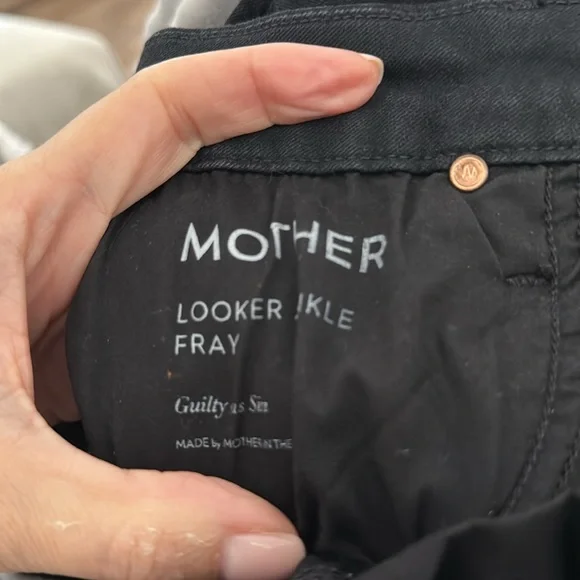 MOTHER
LOOKER
FRAY
Guilty as Sin
MADE by MOTHER IN THE
M